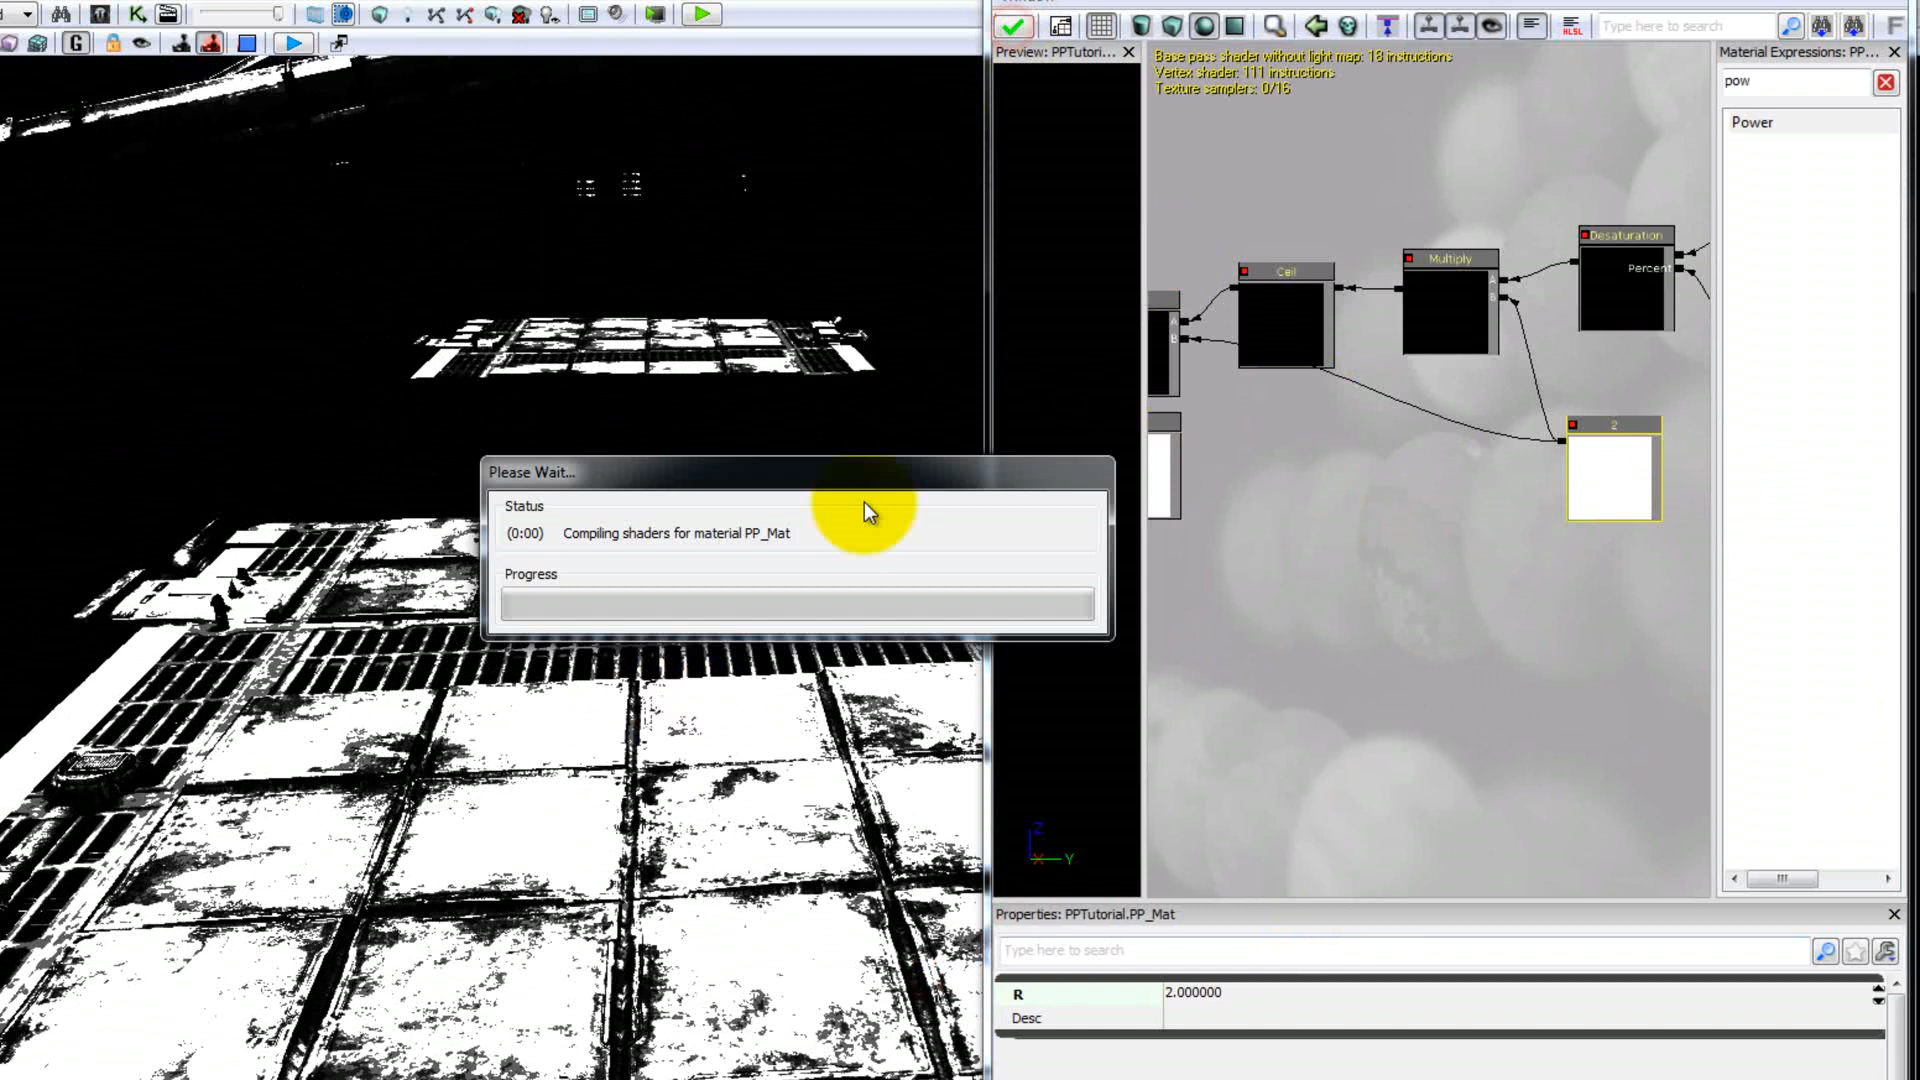 Type here to search
HLSL
F
Preview: PPTutori...
Base pass shader without light map: 18 instructions
Vertex shader: 111 instructions
Texture samplers: 0/16
Material Expressions: PP...
pow
Power
Desaturation
Percent
Multiply
A
B
Ceil
A
B
2
Please Wait...
Status
(0:00) Compiling shaders for material PP_Mat
Progress
Z
X Y
Properties: PPTutorial.PP_Mat
Type here to search
R 2.000000
Desc
G